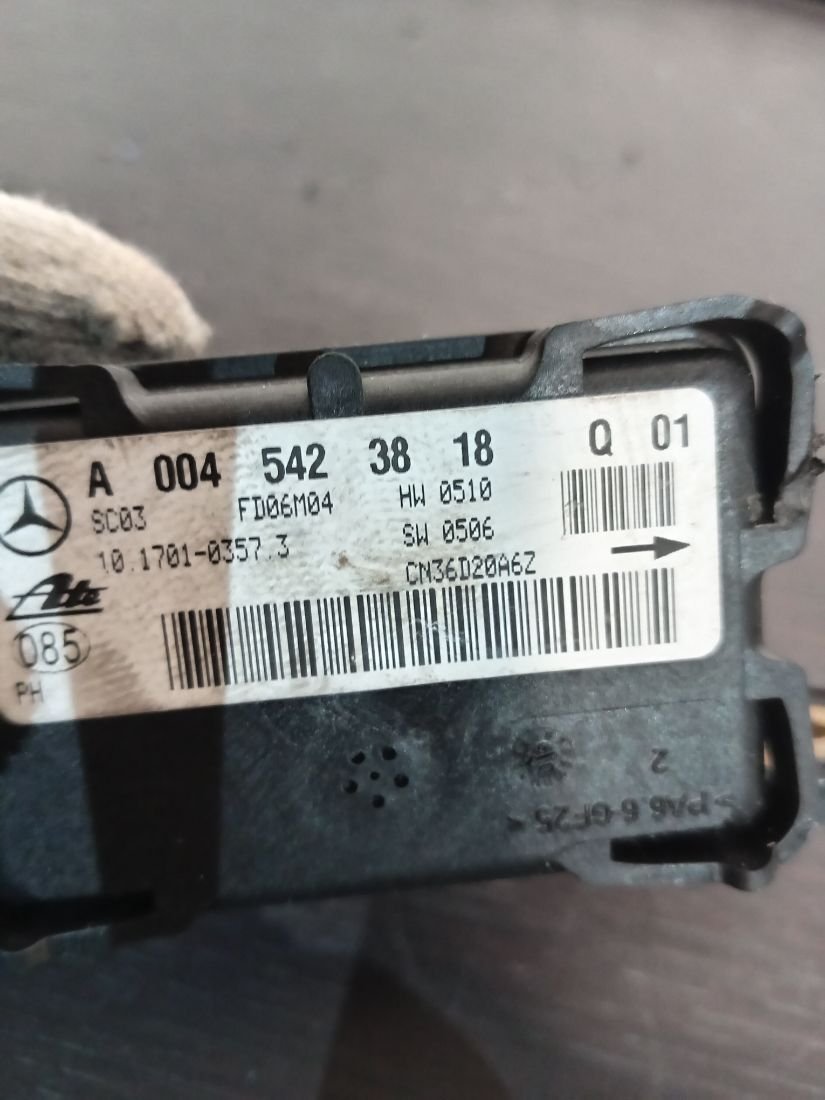 A 004 542 38 18 Q 01
SC03 FD06M04 HW 0510
10.1701-0357.3 SW 0506
CN36D20A6Z
Ate
085
PH
2
>PA6.6-GF25<